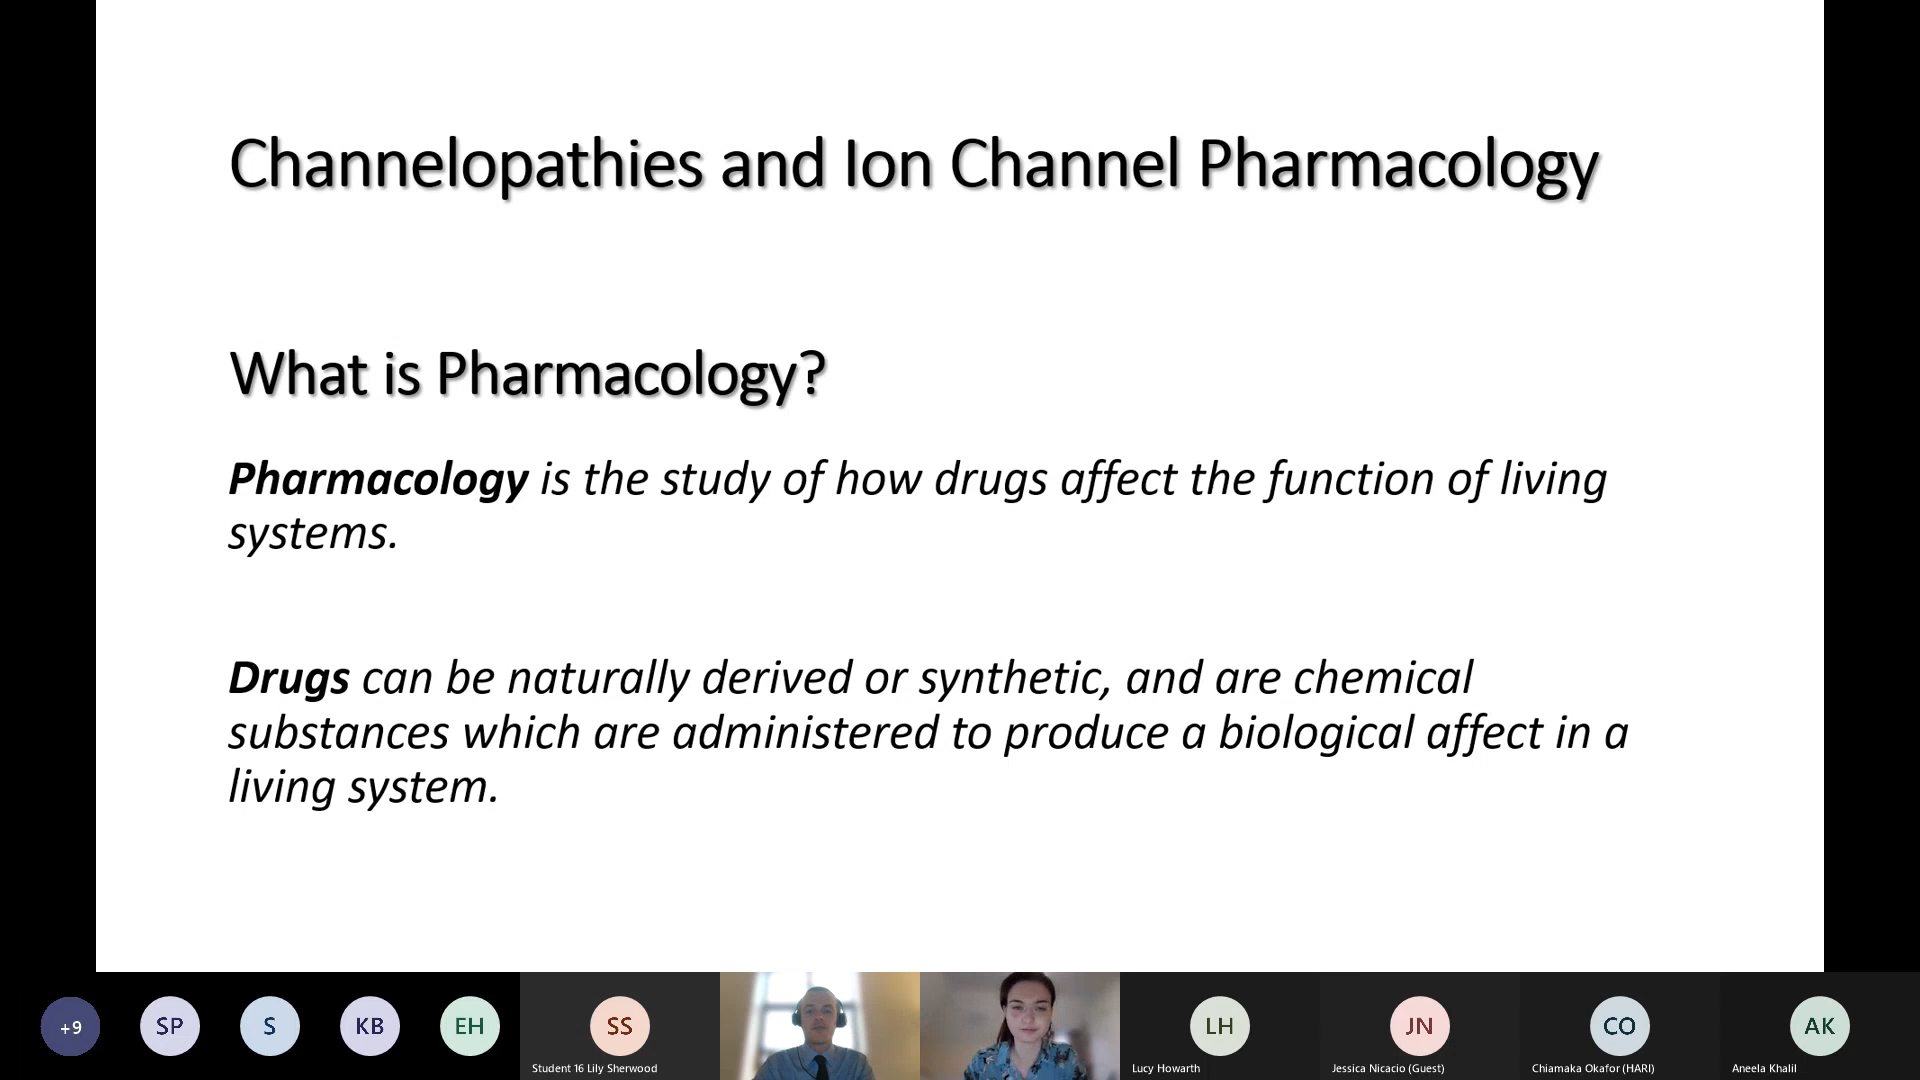 Channelopathies and Ion Channel Pharmacology
What is Pharmacology?
Pharmacology is the study of how drugs affect the function of living
systems.
Drugs can be naturally derived or synthetic, and are chemical
substances which are administered to produce a biological affect in a
living system.
+9
SP
S
KB
EH
SS
LH
JN
CO
AK
Student 16 Lily Sherwood
Lucy Howarth
Jessica Nicacio (Guest)
Chiamaka Okafor (HARI)
Aneela Khalil